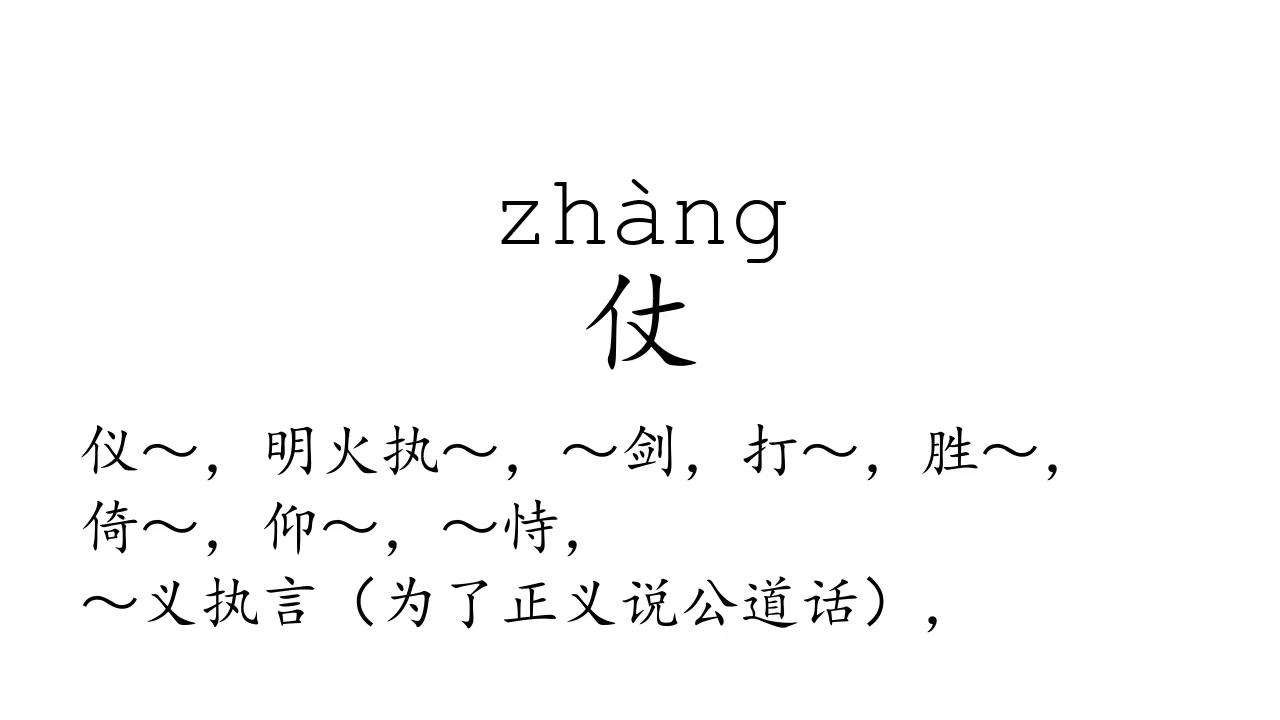 zhàng
仗
仪～，明火执～，～剑，打～，胜～，
倚～，仰～，～恃，
～义执言（为了正义说公道话），